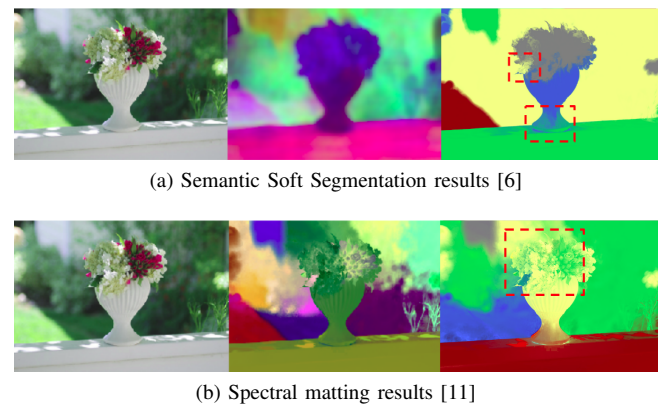 (a) Semantic Soft Segmentation results [6]
(b) Spectral matting results [11]